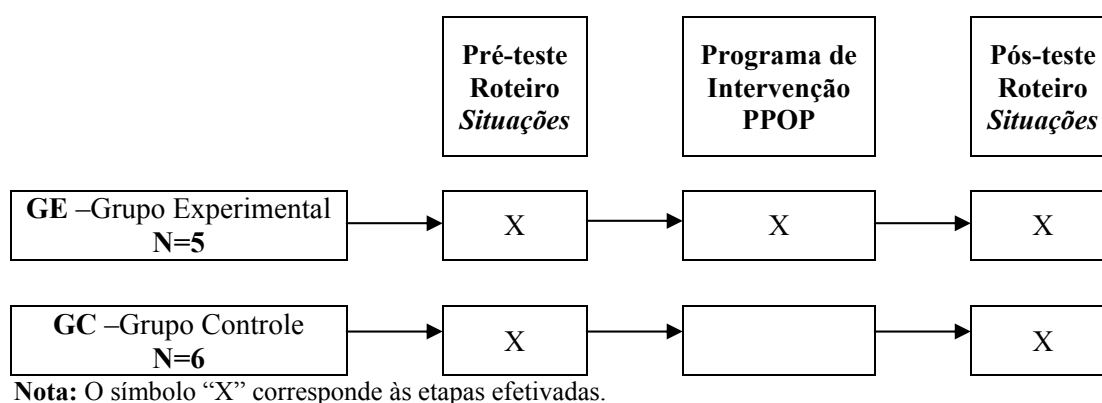 Pré-teste
Roteiro
Situações
Programa de
Intervenção
PPOP
Pós-teste
Roteiro
Situações
GE –Grupo Experimental
N=5
X
X
X
GC –Grupo Controle
N=6
X
X
Nota: O símbolo “X” corresponde às etapas efetivadas.